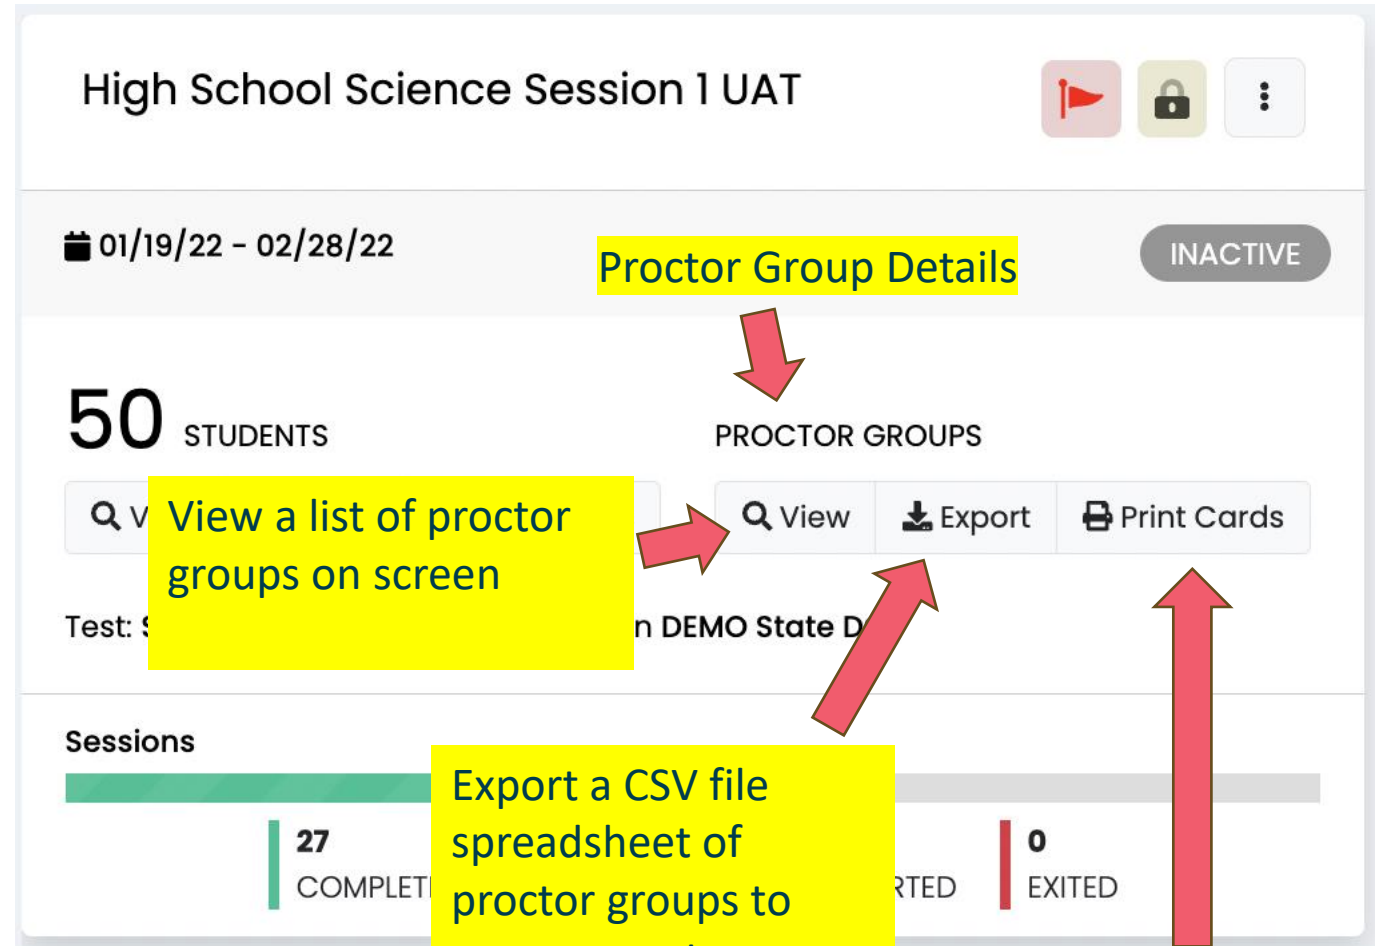 High School Science Session 1 UAT
01/19/22 - 02/28/22
Proctor Group Details
INACTIVE
50 STUDENTS
PROCTOR GROUPS
View a list of proctor
groups on screen
View
Export
Print Cards
Test:
DEMO State
Sessions
Export a CSV file
spreadsheet of
proctor groups to
27
0
EXITED